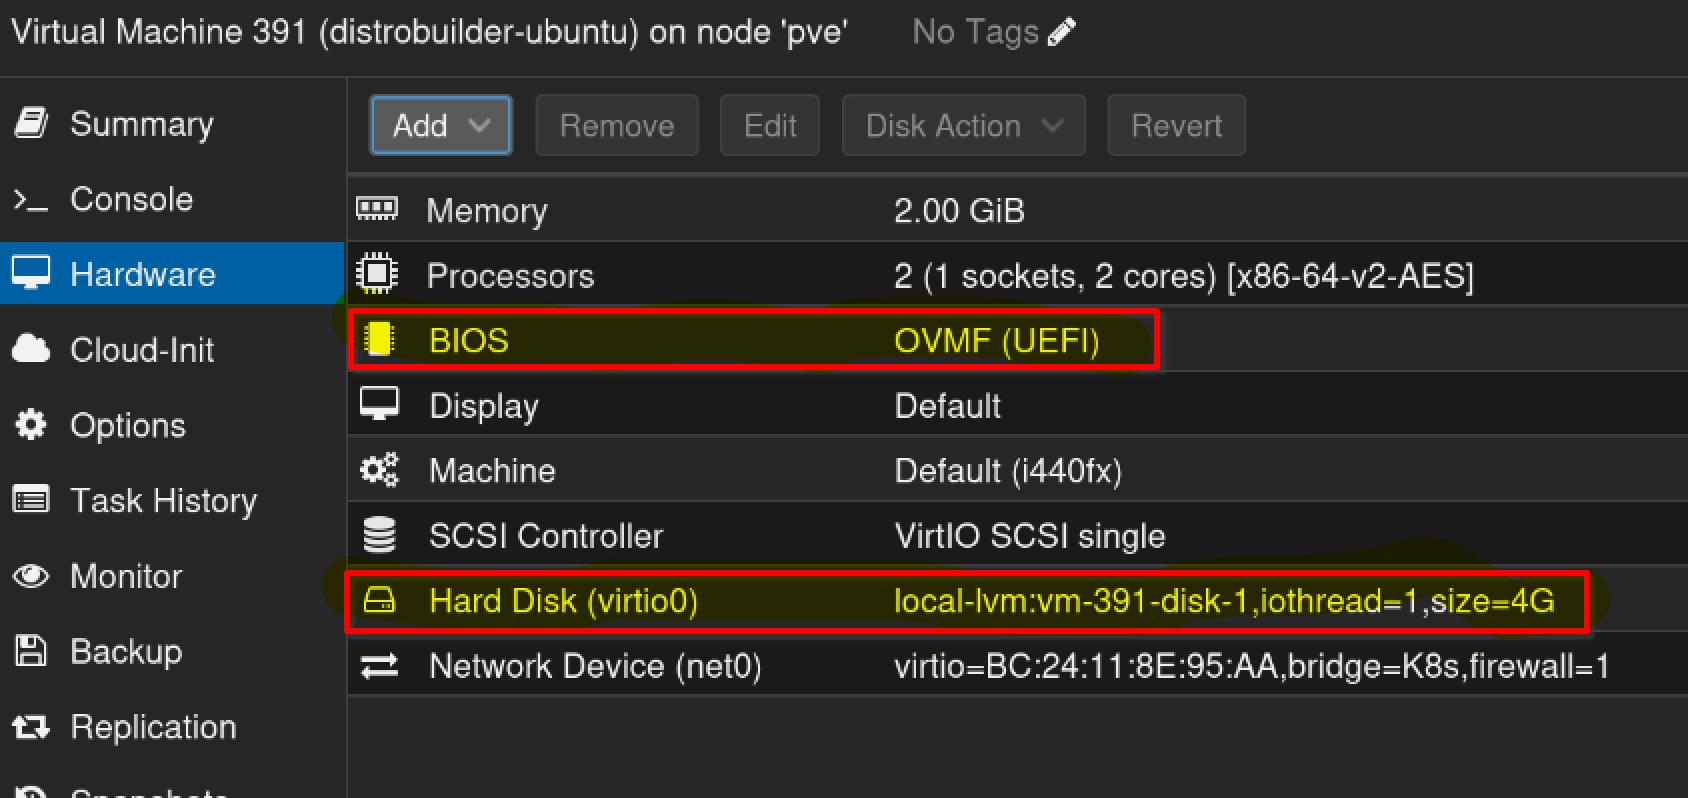 Virtual Machine 391 (distrobuilder-ubuntu) on node 'pve' No Tags
Add Remove Edit Disk Action Revert
Summary
Console
Hardware
Cloud-Init
Options
Task History
Monitor
Backup
Replication
Snapshots
Memory 2.00 GiB
Processors 2 (1 sockets, 2 cores) [x86-64-v2-AES]
BIOS OVMF (UEFI)
Display Default
Machine Default (i440fx)
SCSI Controller VirtIO SCSI single
Hard Disk (virtio0) local-lvm:vm-391-disk-1,iothread=1,size=4G
Network Device (net0) virtio=BC:24:11:8E:95:AA,bridge=K8s,firewall=1